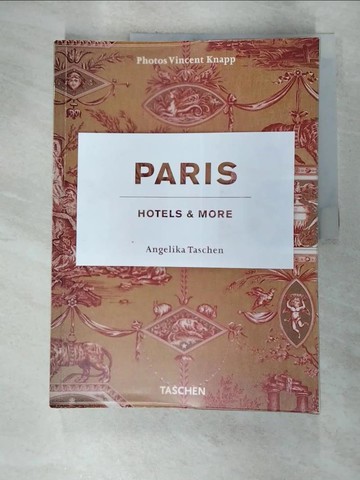 Photos Vincent Knapp
PARIS
HOTELS & MORE
Angelika Taschen
TASCHEN